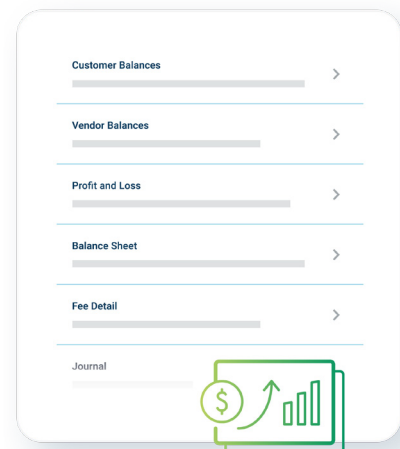 Customer Balances
Vendor Balances
Profit and Loss
Balance Sheet
Fee Detail
Journal
$